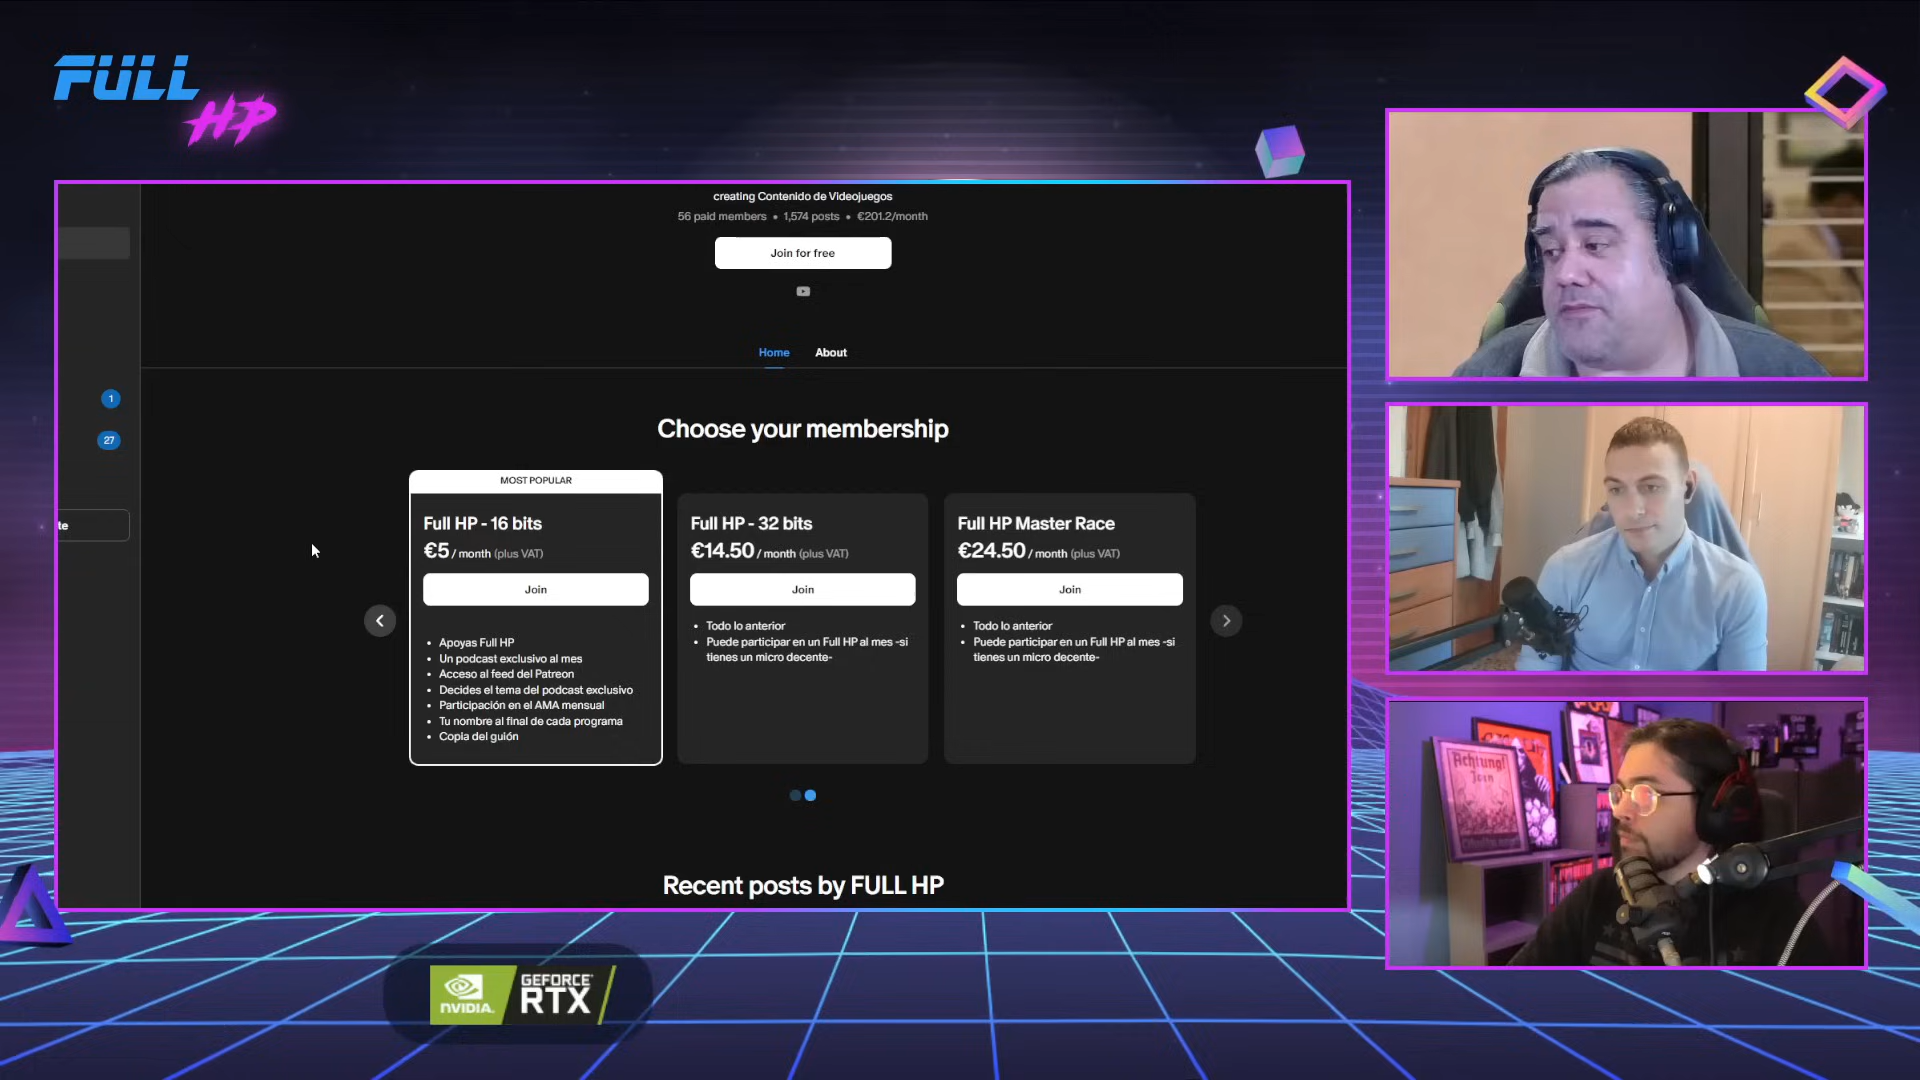 FULL
HP
creating Contenido de Videojuegos
56 paid members • 1,574 posts • €201.2/month
Join for free
Home About
1
27
te
Choose your membership
MOST POPULAR
Full HP - 16 bits
€5 / month (plus VAT)
Join
• Apoyas Full HP
• Un podcast exclusivo al mes
• Acceso al feed del Patreon
• Decides el tema del podcast exclusivo
• Participación en el AMA mensual
• Tu nombre al final de cada programa
• Copia del guión
Full HP - 32 bits
€14.50 / month (plus VAT)
Join
• Todo lo anterior
• Puede participar en un Full HP al mes -si
tienes un micro decente-
Full HP Master Race
€24.50 / month (plus VAT)
Join
• Todo lo anterior
• Puede participar en un Full HP al mes -si
tienes un micro decente-
Recent posts by FULL HP
Achtung!
Join
NVIDIA.
GEFORCE
RTX